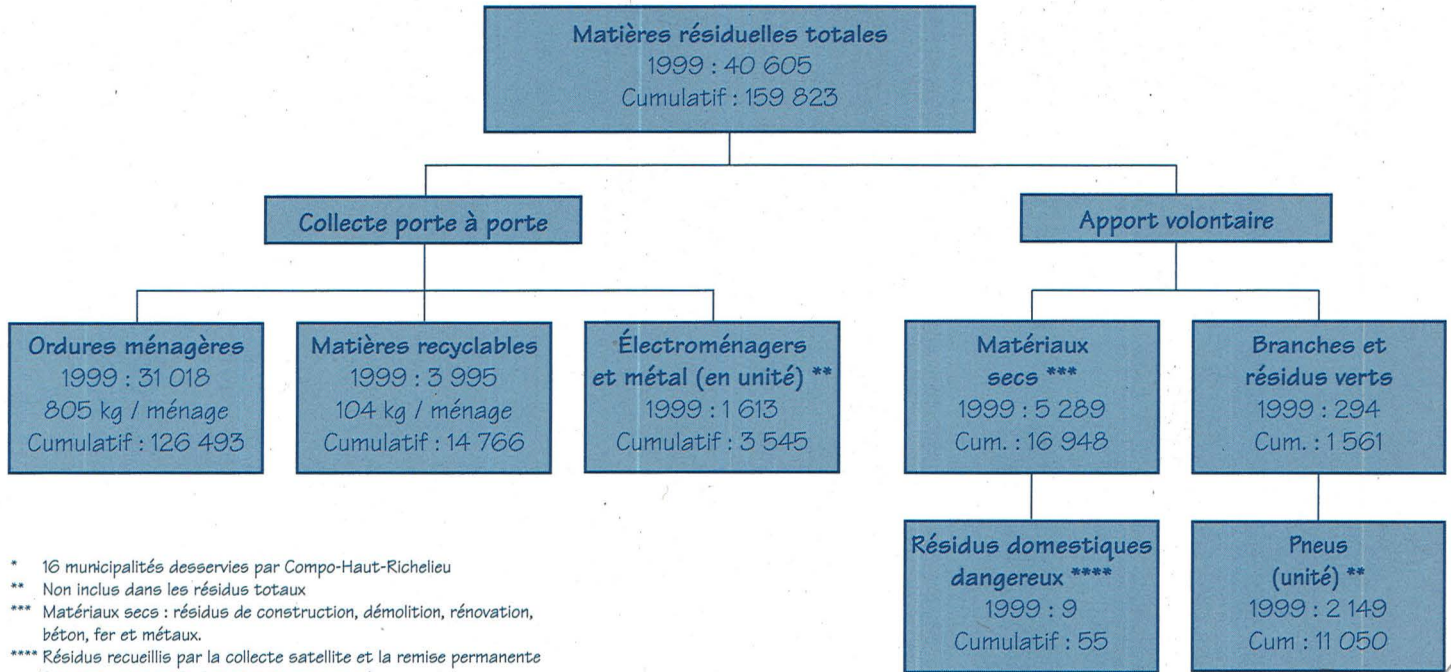 Matières résiduelles totales
1999 : 40 605
Cumulatif : 159 823
Collecte porte à porte
Apport volontaire
Ordures ménagères
1999 : 31 018
805 kg / ménage
Cumulatif : 126 493
Matières recyclables
1999 : 3 995
104 kg / ménage
Cumulatif : 14 766
Électroménagers
et métal (en unité) **
1999 : 1 613
Cumulatif : 3 545
Matériaux
secs ***
1999 : 5 289
Cum. : 16 948
Branches et
résidus verts
1999 : 294
Cum. : 1 561
Résidus domestiques
dangereux ****
1999 : 9
Cumulatif : 55
Pneus
(unité) **
1999 : 2 149
Cum : 11 050
* 16 municipalités desservies par Compo-Haut-Richelieu
** Non inclus dans les résidus totaux
*** Matériaux secs : résidus de construction, démolition, rénovation,
béton, fer et métaux.
**** Résidus recueillis par la collecte satellite et la remise permanente